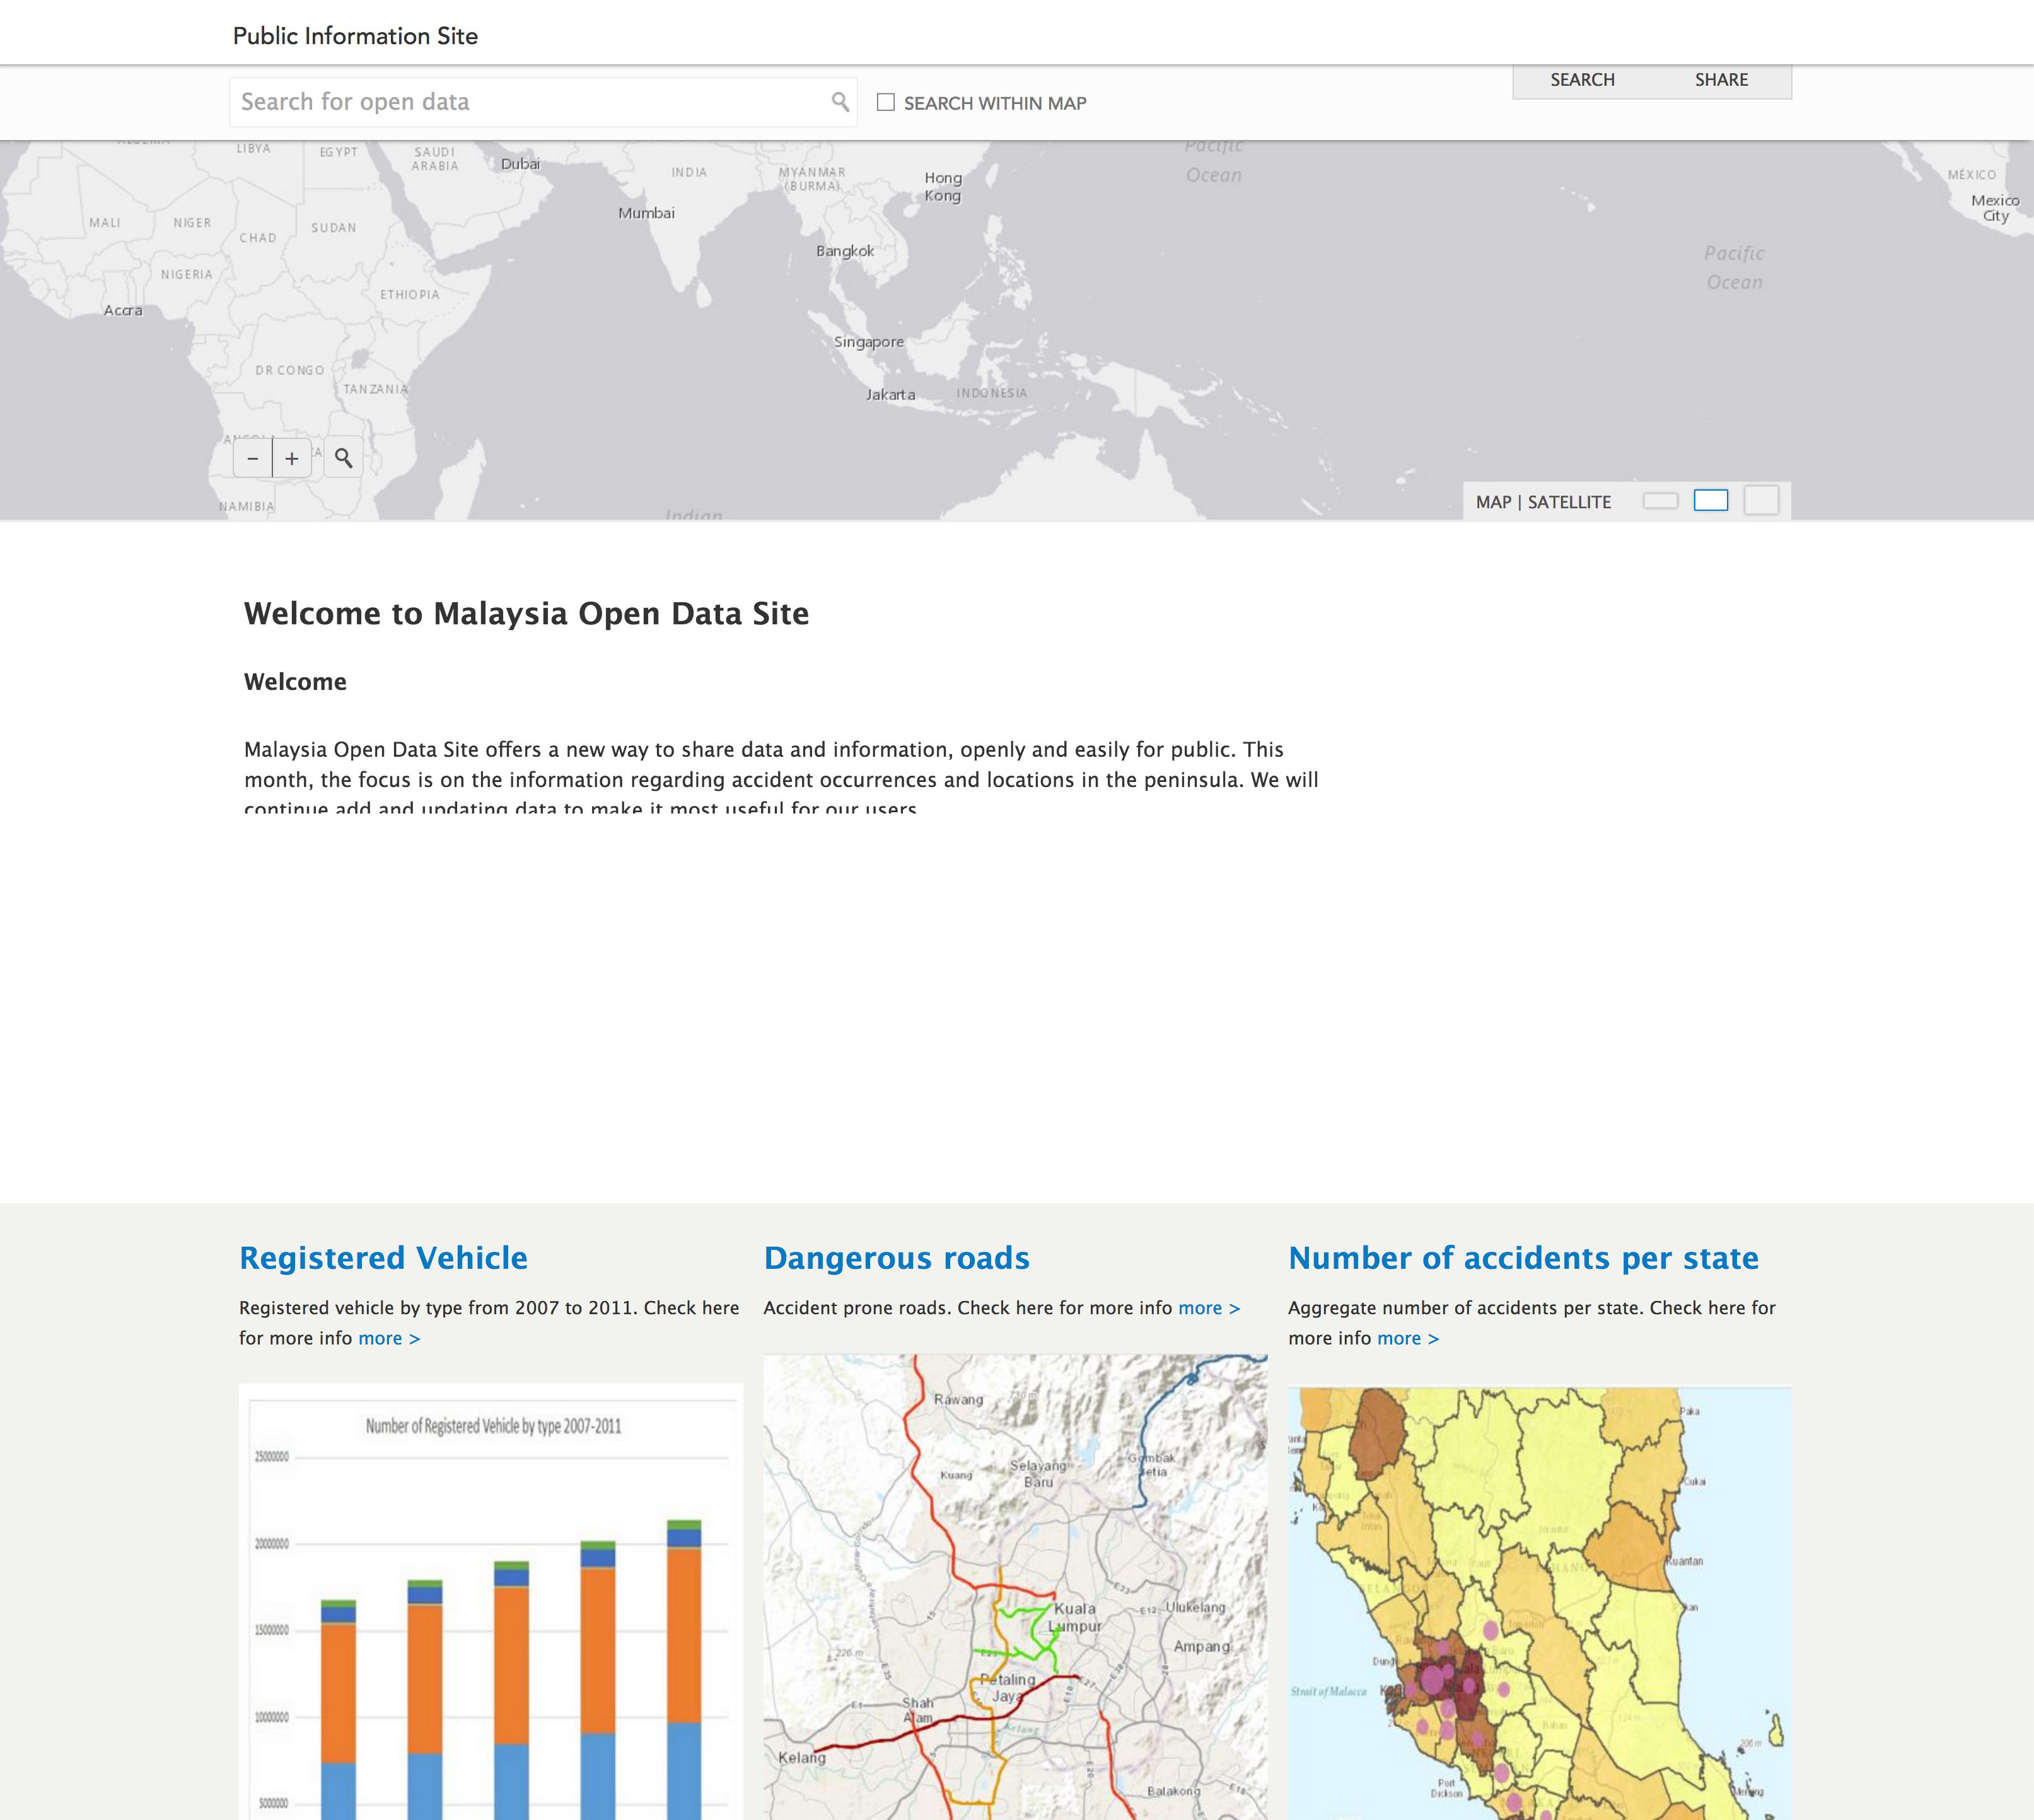 Public Information Site
Search for open data
SEARCH WITHIN MAP
SEARCH
SHARE
LIBYA
EGYPT
SAUDI
ARABIA
Dubai
INDIA
MYANMAR
(BURMA)
Hong
Kong
Pacific
Ocean
MÉXICO
Mexico
City
MALI
NIGER
CHAD
SUDAN
Mumbai
Bangkok
Pacific
Ocean
NIGERIA
ETHIOPIA
Accra
Singapore
DR CONGO
TANZANIA
Jakarta
INDONESIA
NAMIBIA
Indian
MAP | SATELLITE
Welcome to Malaysia Open Data Site
Welcome
Malaysia Open Data Site offers a new way to share data and information, openly and easily for public. This
month, the focus is on the information regarding accident occurrences and locations in the peninsula. We will
continue add and updating data to make it most useful for our users
Registered Vehicle
Registered vehicle by type from 2007 to 2011. Check here
for more info more >
Number of Registered Vehicle by type 2007-2011
25000000
20000000
15000000
10000000
5000000
Dangerous roads
Accident prone roads. Check here for more info more >
Rawang
Kuang
Selayang
Baru
Gombak
Setia
Kuala
Lumpur
E33
E12
Ulukelang
Ampang
226 m
E35
Petaling
Jaya
Shah
Alam
E1
Kelang
Kelang
E20
Balakong
Number of accidents per state
Aggregate number of accidents per state. Check here for
more info more >
Paka
Cukai
Kuantan
Strait of Malacca
Port
Dickson